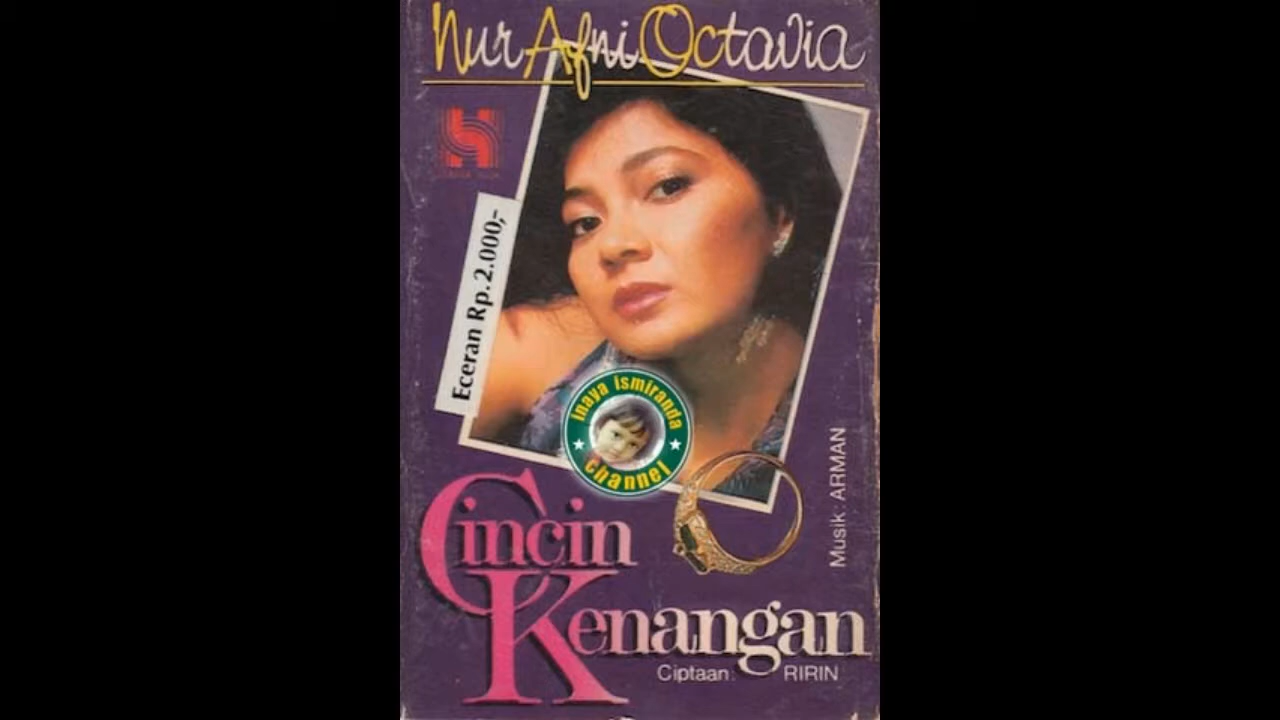 Nur Afni Octavia
Eceran Rp. 2.000,-
inaya ismiranda
channel
Musik: ARMAN
Cincin
Kenangan
Ciptaan: RIRIN